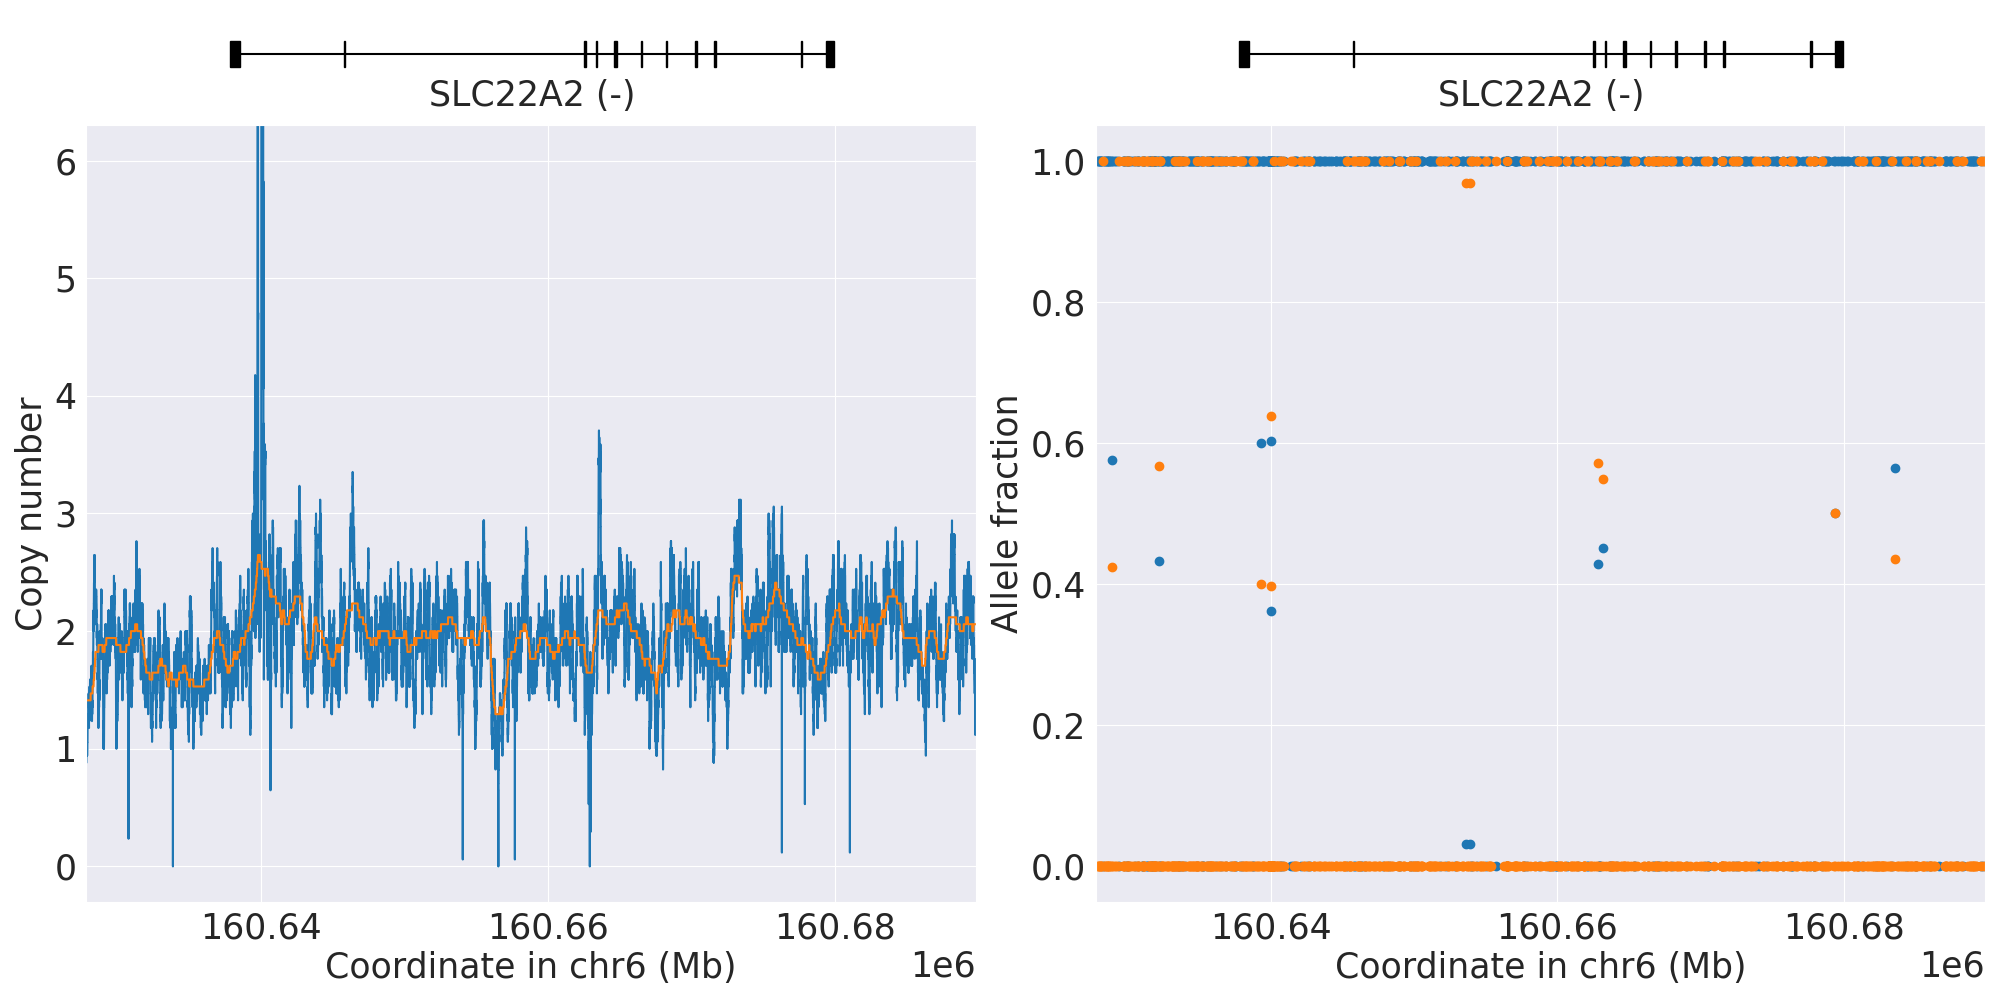 SLC22A2 (-)
6
5
4
3
2
1
0
Copy number
160.64
160.66
160.68
Coordinate in chr6 (Mb)
1e6
SLC22A2 (-)
1.0
0.8
0.6
0.4
0.2
0.0
Allele fraction
160.64
160.66
160.68
Coordinate in chr6 (Mb)
1e6